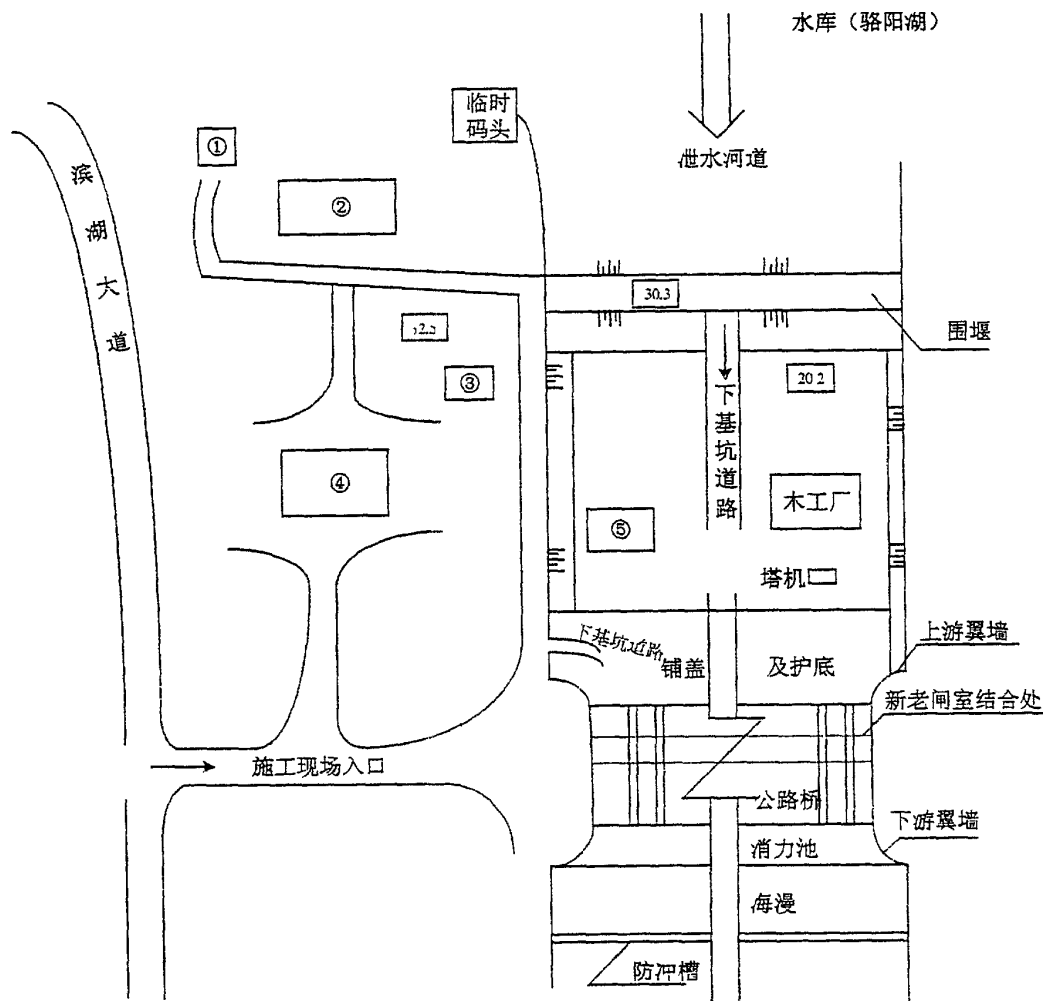 水库（骆阳湖）
临时
码头
①
泄水河道
滨湖大道
②
30.3
围堰
③
20 2
下基坑道路
④
木工厂
⑤
塔机
下基坑道路
铺盖
及护底
上游翼墙
新老闸室结合处
施工现场入口
公路桥
下游翼墙
消力池
海漫
防冲槽